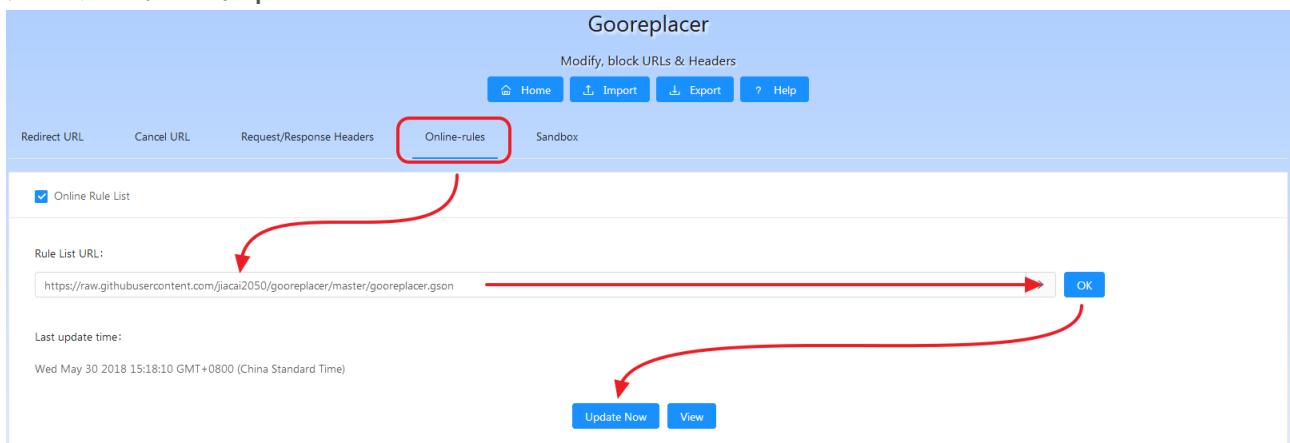 Gooreplacer
Modify, block URLs & Headers
Home Import Export ? Help
Redirect URL Cancel URL Request/Response Headers Online-rules Sandbox
Online Rule List
Rule List URL:
https://raw.githubusercontent.com/jiacai2050/gooreplacer/master/gooreplacer.gson OK
Last update time:
Wed May 30 2018 15:18:10 GMT+0800 (China Standard Time)
Update Now View